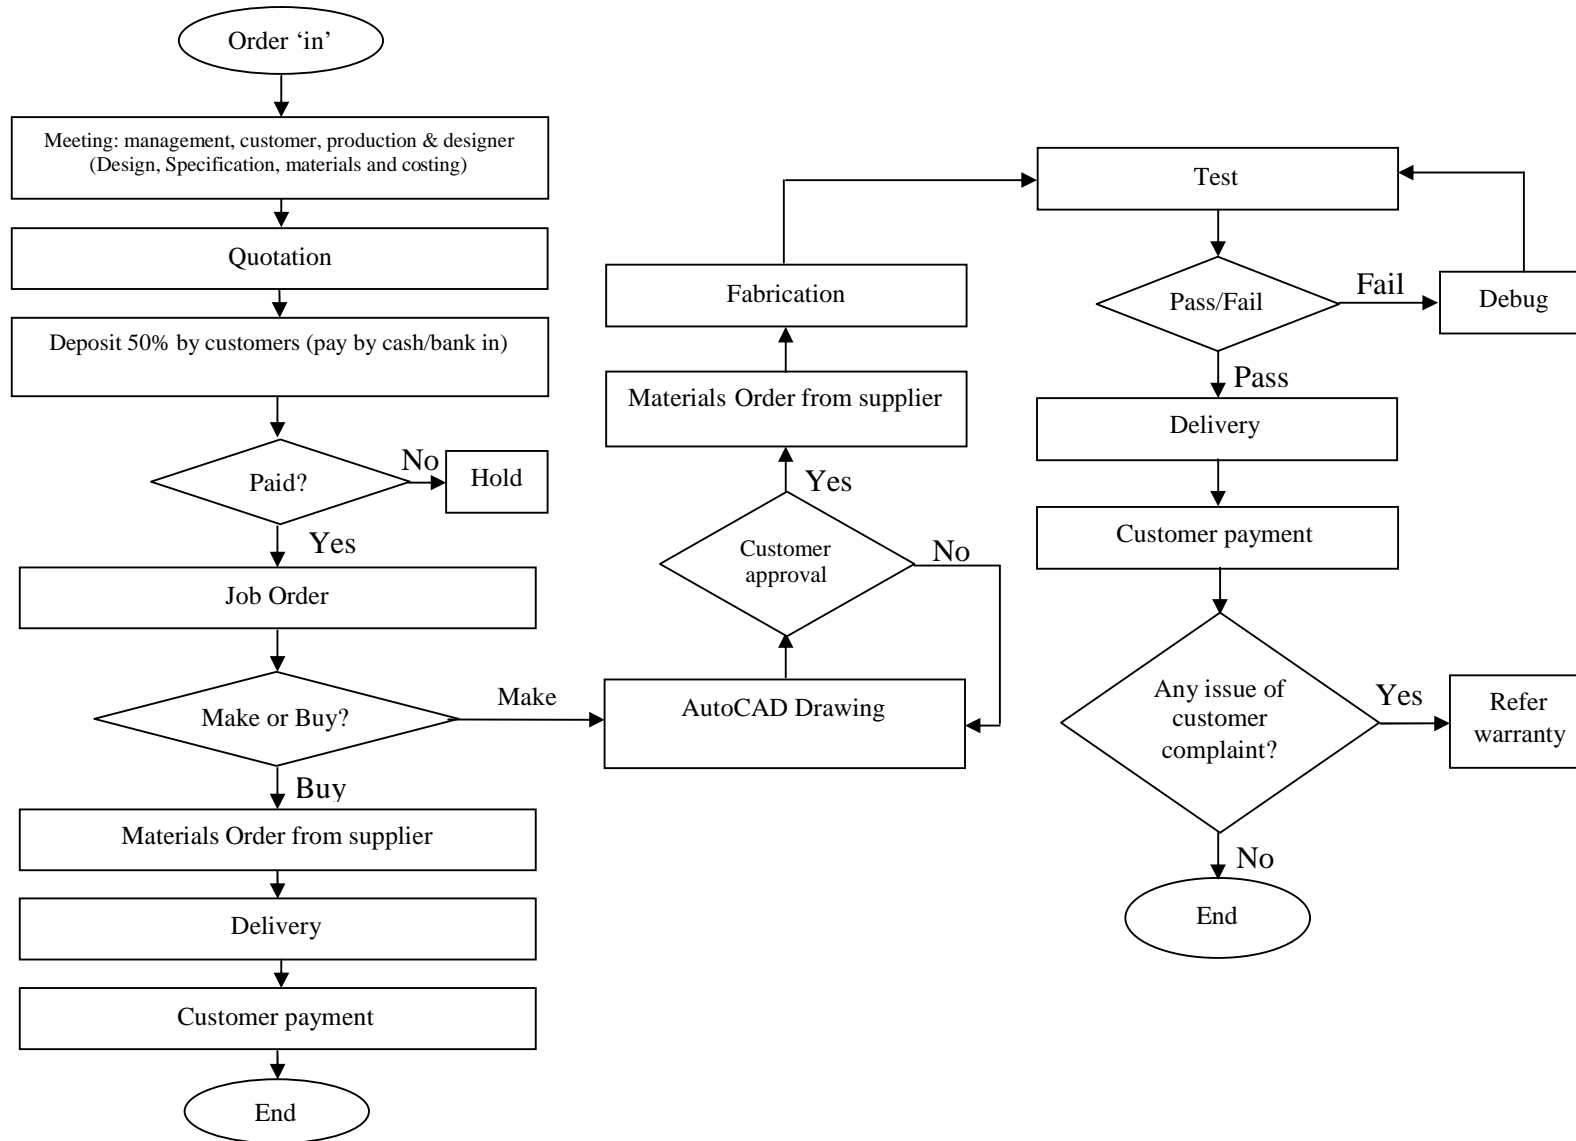 Order ‘in’
Meeting: management, customer, production & designer
(Design, Specification, materials and costing)
Quotation
Deposit 50% by customers (pay by cash/bank in)
Paid?
No
Hold
Yes
Job Order
Make or Buy?
Make
Buy
Materials Order from supplier
Delivery
Customer payment
End
AutoCAD Drawing
Customer
approval
No
Yes
Materials Order from supplier
Fabrication
Test
Pass/Fail
Fail
Debug
Pass
Delivery
Customer payment
Any issue of
customer
complaint?
Yes
Refer
warranty
No
End